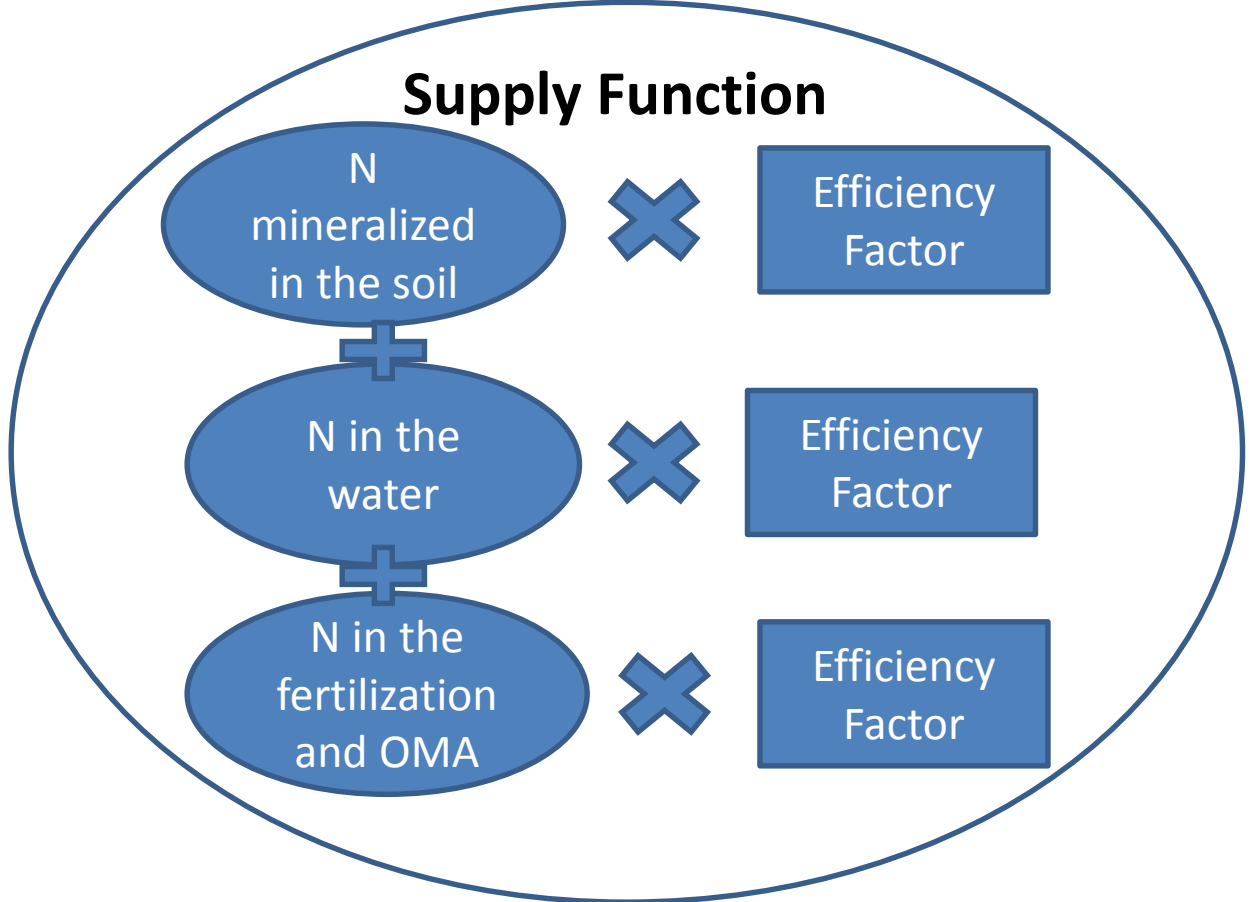 Supply Function
N
mineralized
in the soil
Efficiency
Factor
N in the
water
Efficiency
Factor
N in the
fertilization
and OMA
Efficiency
Factor